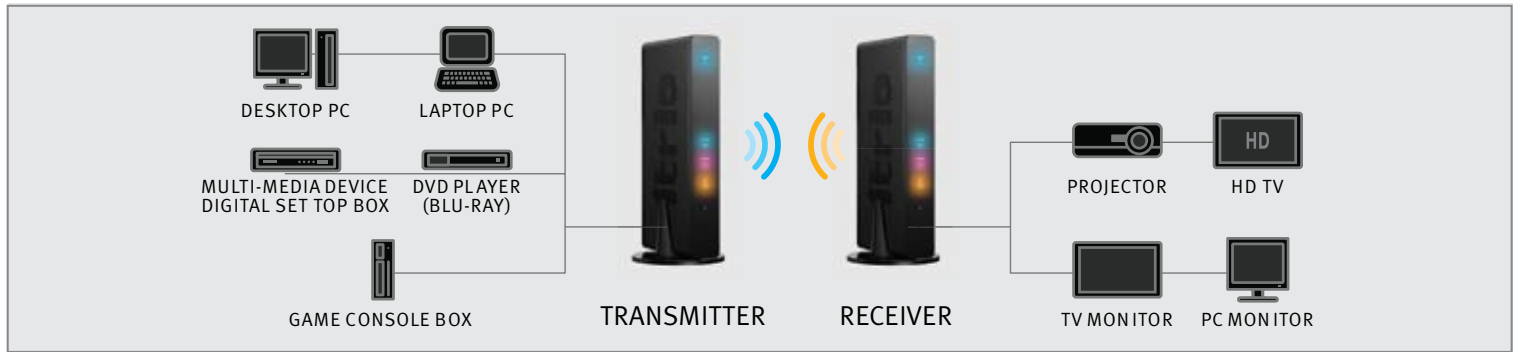 DESKTOP PC
LAPTOP PC
MULTI-MEDIA DEVICE
DIGITAL SET TOP BOX
DVD PLAYER
(BLU-RAY)
GAME CONSOLE BOX
TRANSMITTER
RECEIVER
PROJECTOR
HD
HD TV
TV MONITOR
PC MONITOR